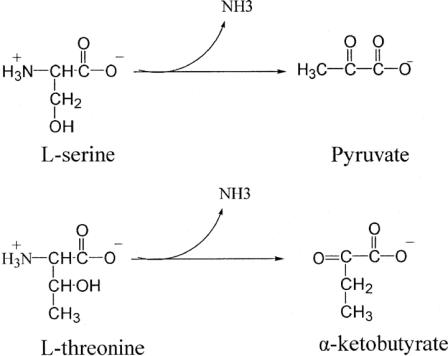 NH3
H₃N⁺–CH–C(=O)–O⁻
CH₂
OH
H₃C–C(=O)–C(=O)–O⁻
L-serine
Pyruvate
NH3
H₃N⁺–CH–C(=O)–O⁻
CH·OH
CH₃
O=C–C(=O)–O⁻
CH₂
CH₃
L-threonine
α-ketobutyrate